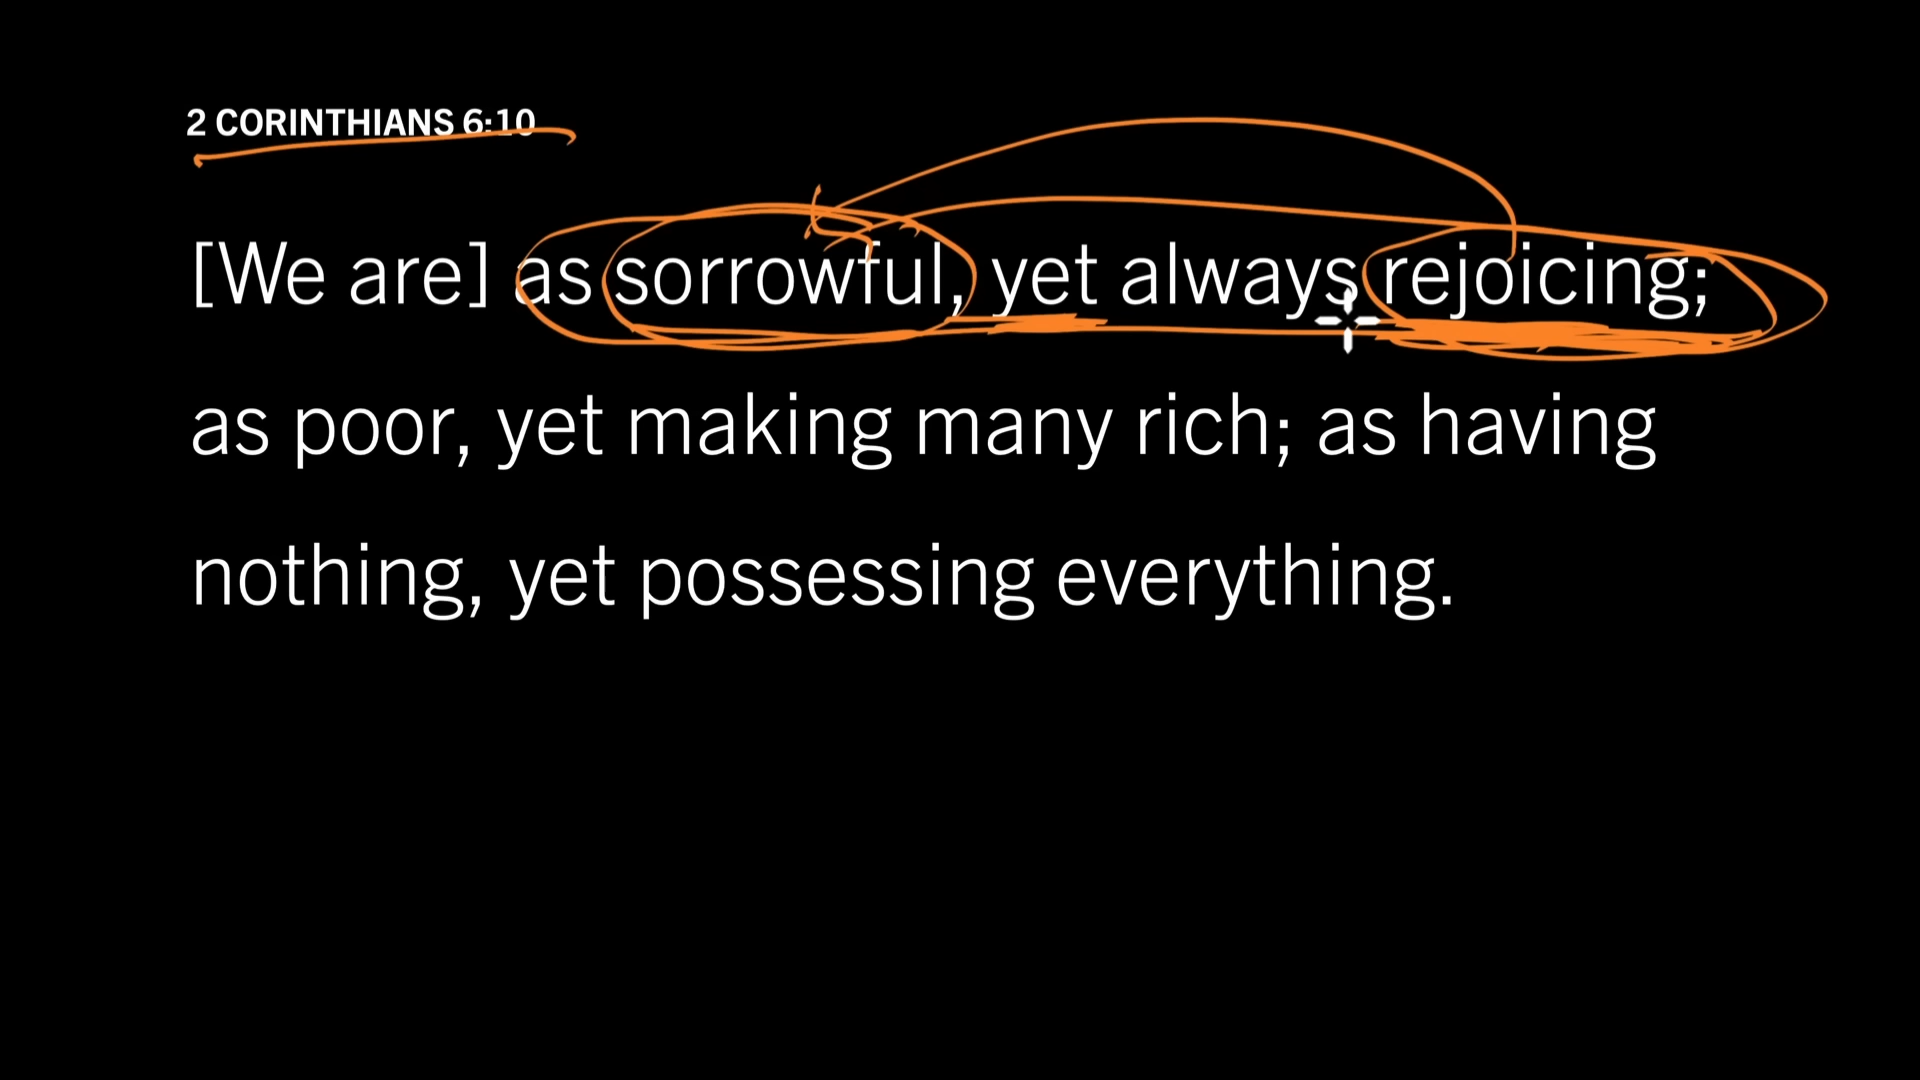 2 CORINTHIANS 6:10
[We are] as sorrowful, yet always rejoicing;
as poor, yet making many rich; as having
nothing, yet possessing everything.